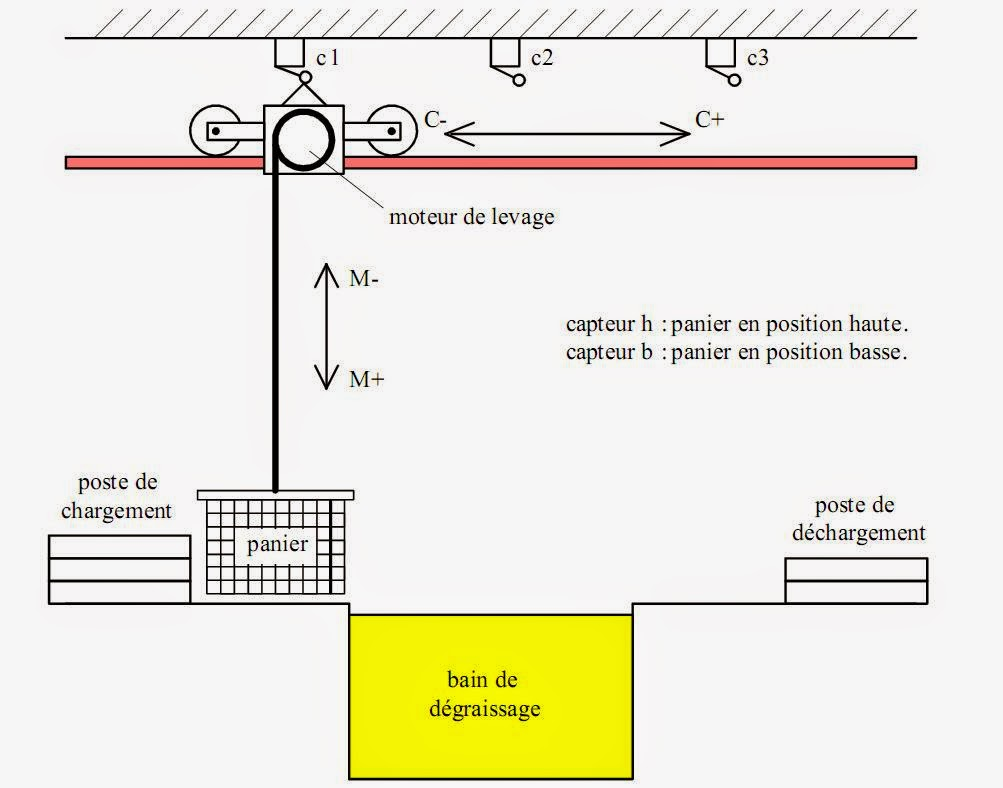 c1
c2
c3
C-
C+
moteur de levage
M-
M+
capteur h : panier en position haute.
capteur b : panier en position basse.
poste de
chargement
panier
poste de
déchargement
bain de
dégraissage